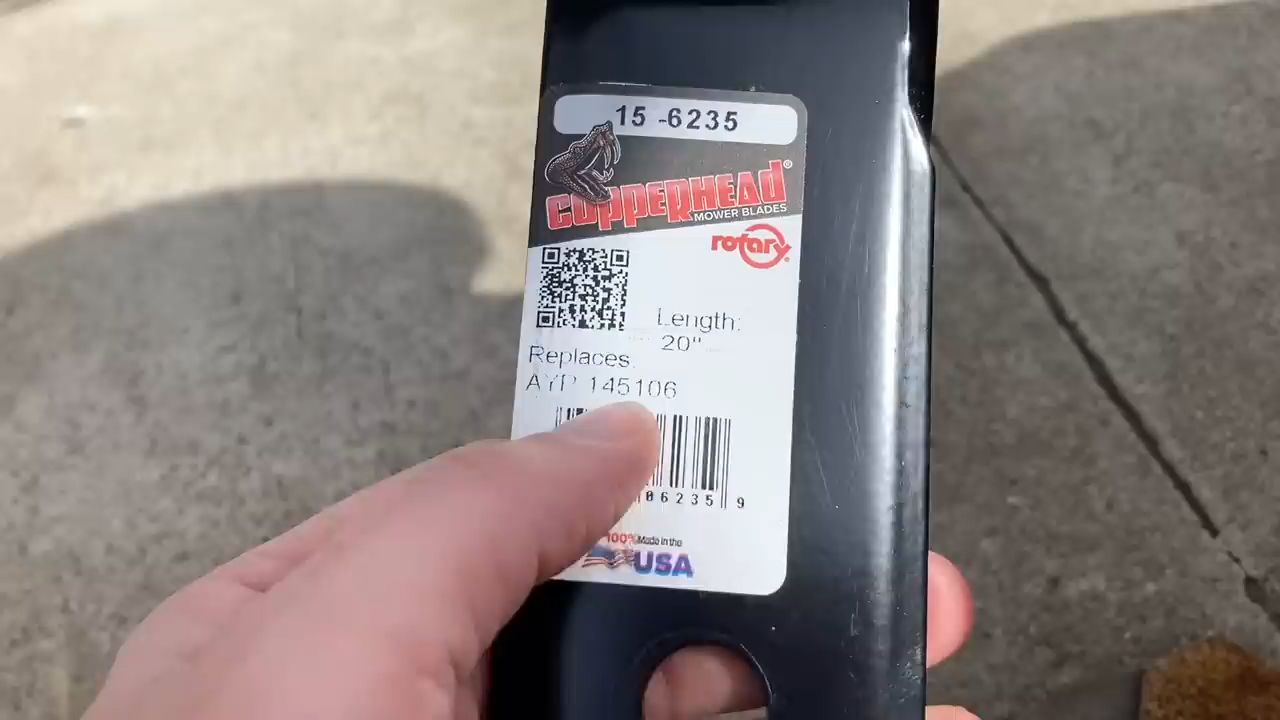 15 -6235
COPPERHEAD®
MOWER BLADES
rotary®
Length:
20"
Replaces:
AYP 145106
06235 9
100% Made in the
USA